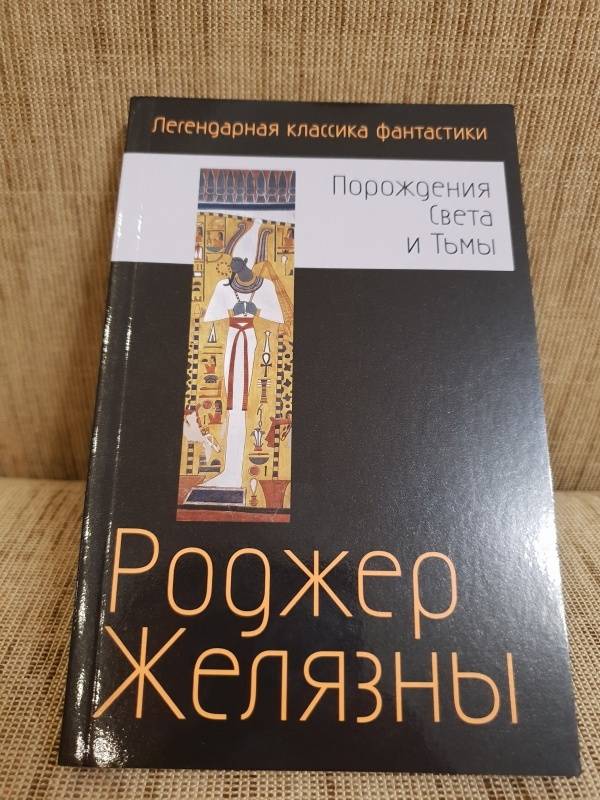 Легендарная классика фантастики
Порождения
Света
и Тьмы
Роджер
Желязны